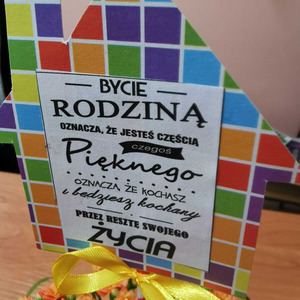 BYCIE
RODZINĄ
OZNACZA, ŻE JESTEŚ CZĘŚCIĄ
czegoś
Pięknego
OZNACZA, ŻE KOCHASZ
i będziesz kochany
PRZEZ RESZTĘ SWOJEGO
ŻYCIA